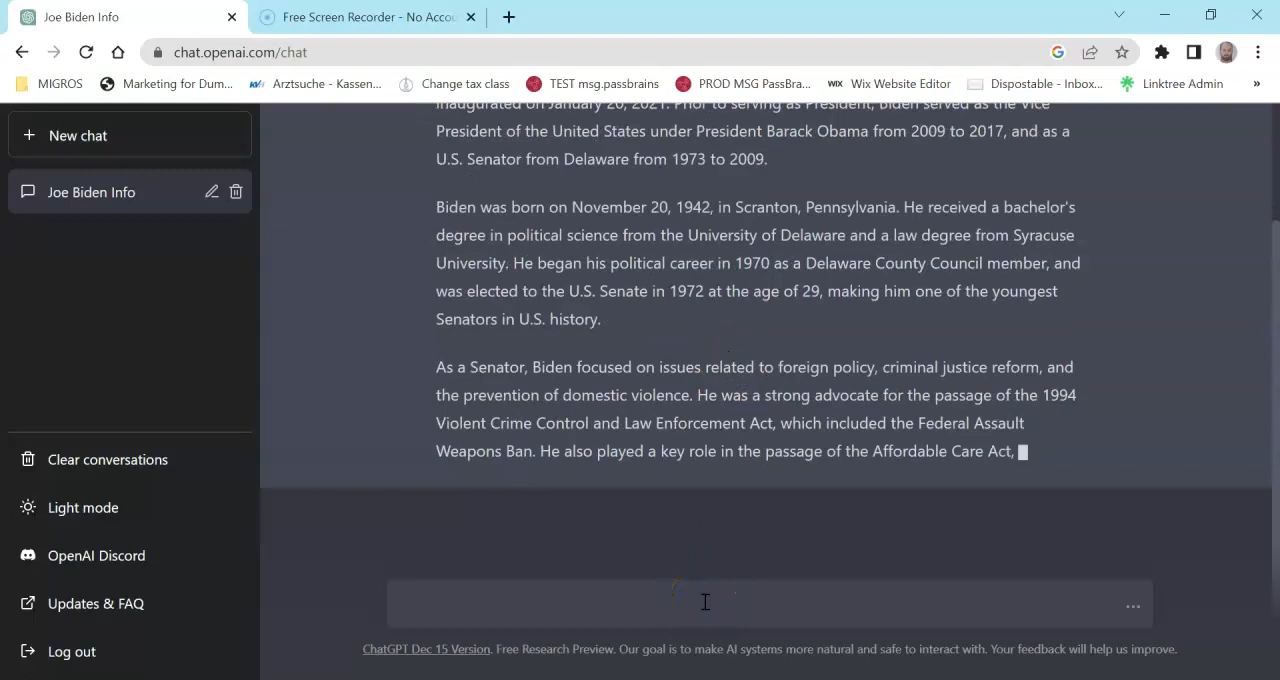 Joe Biden Info
Free Screen Recorder - No Accou
chat.openai.com/chat
MIGROS
Marketing for Dum...
Arztsuche - Kassen...
Change tax class
TEST msg.passbrains
PROD MSG PassBra...
WIX Wix Website Editor
Dispostable - Inbox...
Linktree Admin
»
+ New chat
Joe Biden Info
Clear conversations
Light mode
OpenAI Discord
Updates & FAQ
Log out
inaugurated on January 20, 2021. Prior to serving as President, Biden served as the Vice
President of the United States under President Barack Obama from 2009 to 2017, and as a
U.S. Senator from Delaware from 1973 to 2009.
Biden was born on November 20, 1942, in Scranton, Pennsylvania. He received a bachelor's
degree in political science from the University of Delaware and a law degree from Syracuse
University. He began his political career in 1970 as a Delaware County Council member, and
was elected to the U.S. Senate in 1972 at the age of 29, making him one of the youngest
Senators in U.S. history.
As a Senator, Biden focused on issues related to foreign policy, criminal justice reform, and
the prevention of domestic violence. He was a strong advocate for the passage of the 1994
Violent Crime Control and Law Enforcement Act, which included the Federal Assault
Weapons Ban. He also played a key role in the passage of the Affordable Care Act,
ChatGPT Dec 15 Version. Free Research Preview. Our goal is to make AI systems more natural and safe to interact with. Your feedback will help us improve.